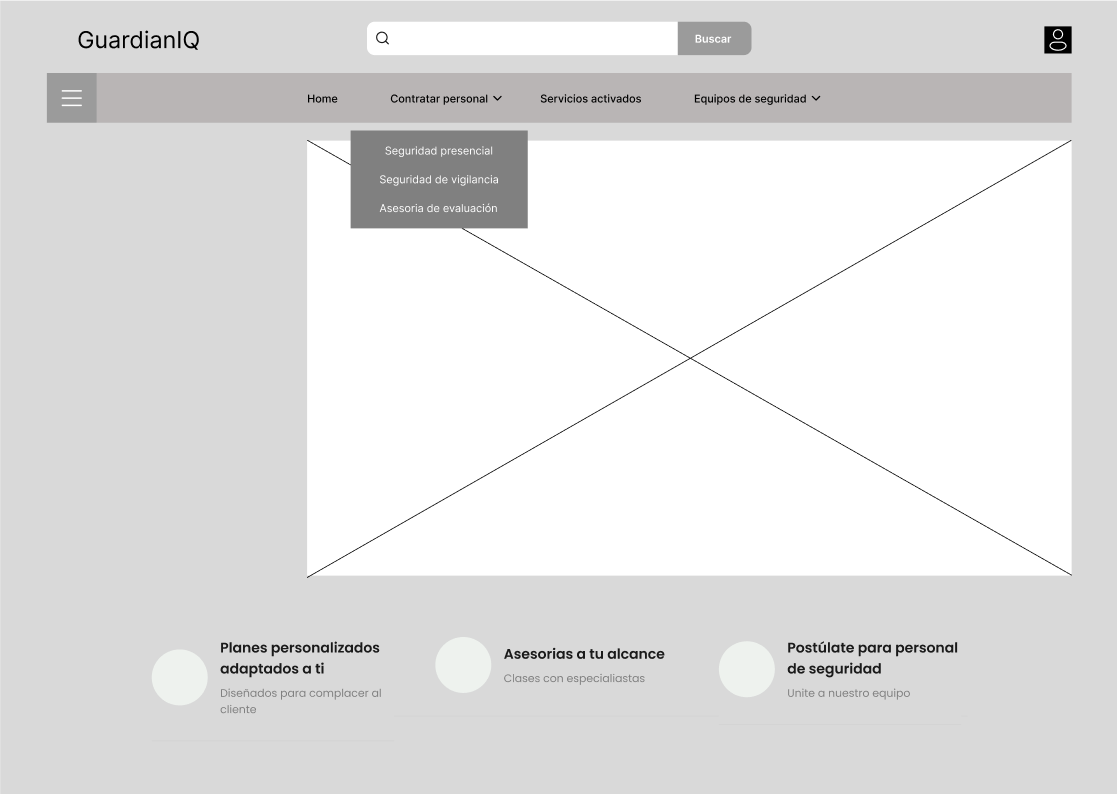 GuardianIQ
Buscar
Home
Contratar personal
Servicios activados
Equipos de seguridad
Seguridad presencial
Seguridad de vigilancia
Asesoria de evaluación
Planes personalizados
adaptados a ti
Diseñados para complacer al
cliente
Asesorias a tu alcance
Clases con especialiastas
Postúlate para personal
de seguridad
Unite a nuestro equipo